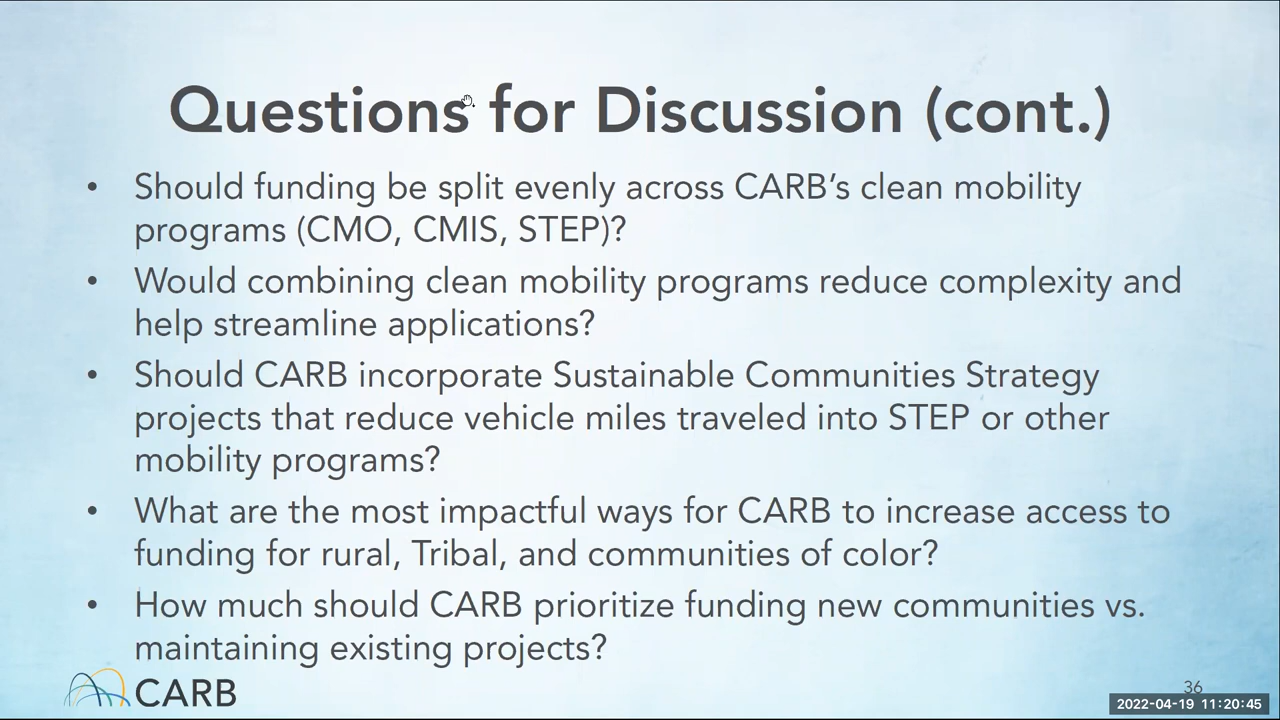 Questions for Discussion (cont.)
• Should funding be split evenly across CARB’s clean mobility
programs (CMO, CMIS, STEP)?
• Would combining clean mobility programs reduce complexity and
help streamline applications?
• Should CARB incorporate Sustainable Communities Strategy
projects that reduce vehicle miles traveled into STEP or other
mobility programs?
• What are the most impactful ways for CARB to increase access to
funding for rural, Tribal, and communities of color?
• How much should CARB prioritize funding new communities vs.
maintaining existing projects?
CARB
36
2022-04-19 11:20:45